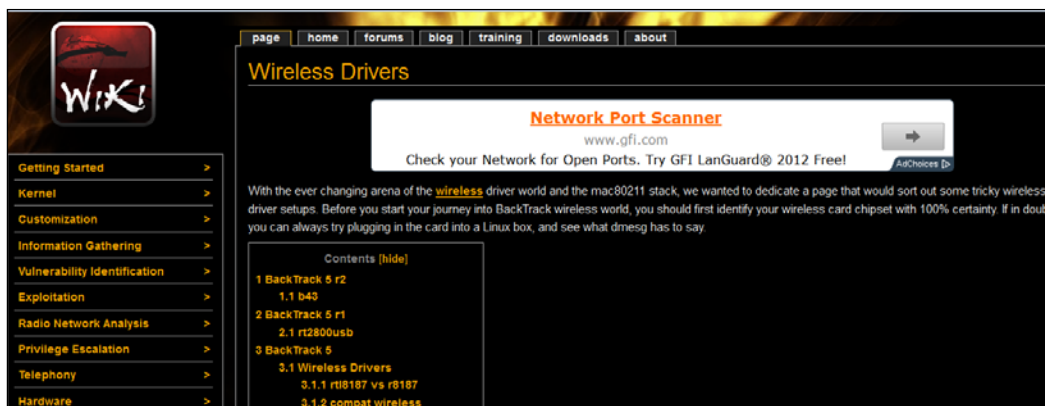 WiKi
page home forums blog training downloads about
Wireless Drivers
Network Port Scanner
www.gfi.com
Check your Network for Open Ports. Try GFI LanGuard® 2012 Free!
AdChoices
Getting Started >
Kernel >
Customization >
Information Gathering >
Vulnerability Identification >
Exploitation >
Radio Network Analysis >
Privilege Escalation >
Telephony >
Hardware >
With the ever changing arena of the wireless driver world and the mac80211 stack, we wanted to dedicate a page that would sort out some tricky wireless
driver setups. Before you start your journey into BackTrack wireless world, you should first identify your wireless card chipset with 100% certainty. If in doub
you can always try plugging in the card into a Linux box, and see what dmesg has to say.
Contents [hide]
1 BackTrack 5 r2
1.1 b43
2 BackTrack 5 r1
2.1 rt2800usb
3 BackTrack 5
3.1 Wireless Drivers
3.1.1 rtl8187 vs r8187
3.1.2 compat wireless